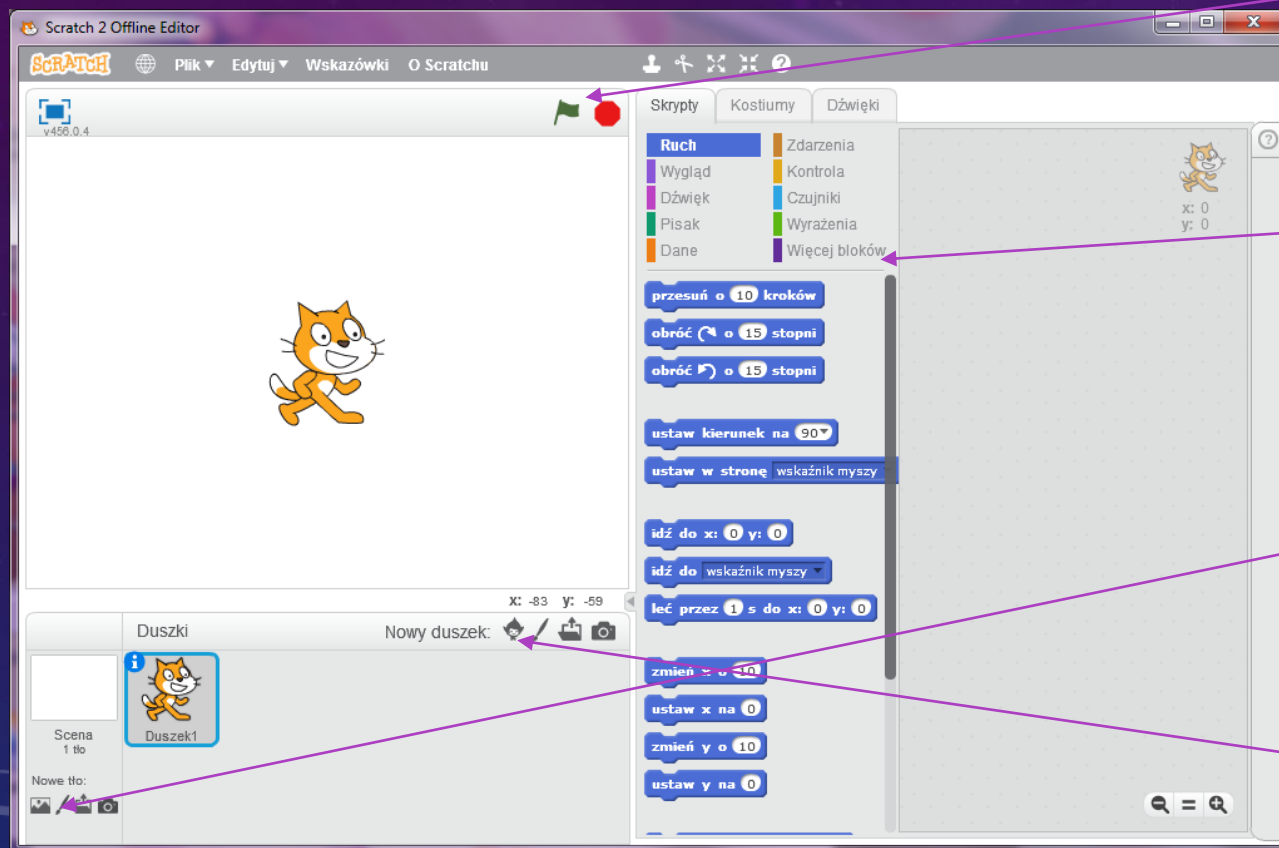 Scratch 2 Offline Editor
SCRATCH Plik Edytuj Wskazówki O Scratchu
v456.0.4
Skrypty Kostiumy Dźwięki
Ruch Zdarzenia
Wygląd Kontrola
Dźwięk Czujniki
Pisak Wyrażenia
Dane Więcej bloków
x: 0
y: 0
przesuń o 10 kroków
obróć o 15 stopni
obróć o 15 stopni
ustaw kierunek na 90
ustaw w stronę wskaźnik myszy
idź do x: 0 y: 0
idź do wskaźnik myszy
leć przez 1 s do x: 0 y: 0
zmień x o 10
ustaw x na 0
zmień y o 10
ustaw y na 0
X: -83 y: -59
Duszki Nowy duszek:
Scena
1 tło
Duszek1
Nowe tło: